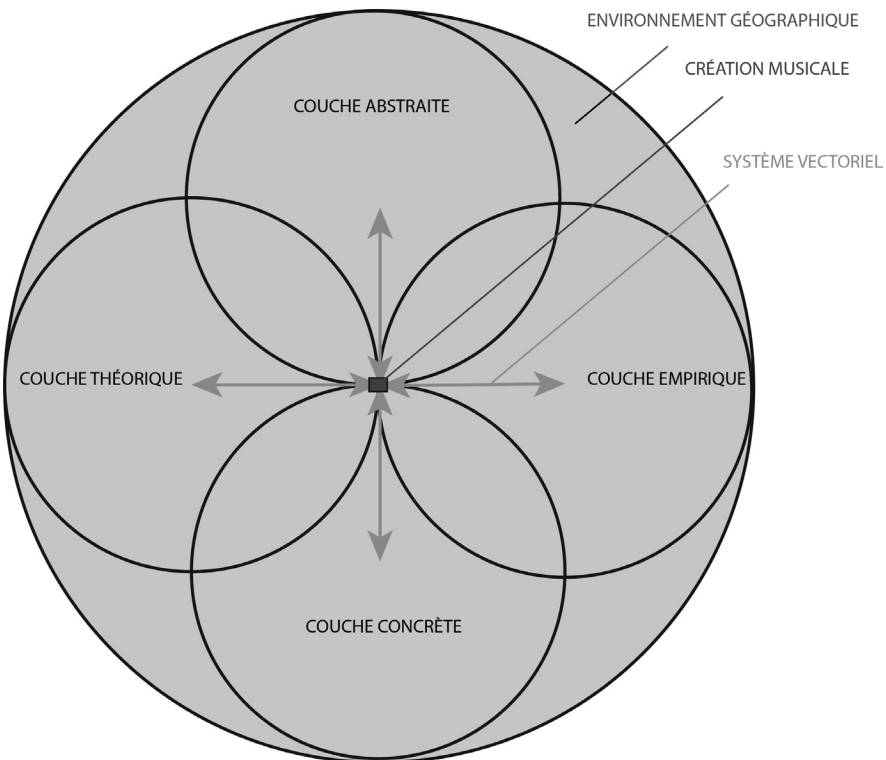 ENVIRONNEMENT GÉOGRAPHIQUE
CRÉATION MUSICALE
COUCHE ABSTRAITE
SYSTÈME VECTORIEL
COUCHE THÉORIQUE
COUCHE EMPIRIQUE
COUCHE CONCRÈTE